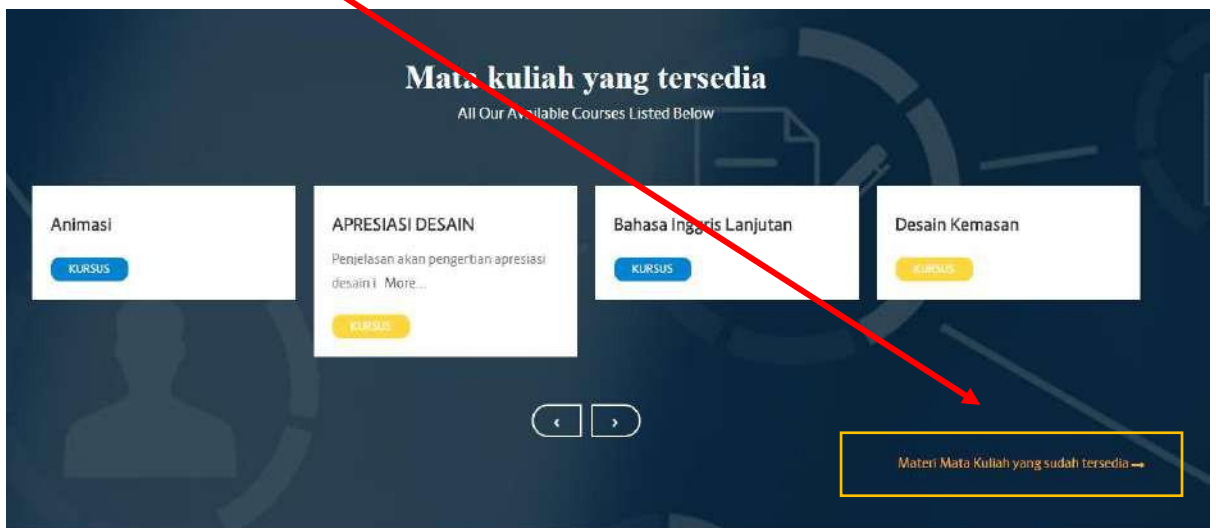 Mata kuliah yang tersedia
All Our Available Courses Listed Below
Animasi
KURSUS
APRESIASI DESAIN
Penjelasan akan pengertian apresiasi
desain i More...
KURSUS
Bahasa Inggris Lanjutan
KURSUS
Desain Kemasan
KURSUS
Materi Mata Kuliah yang sudah tersedia